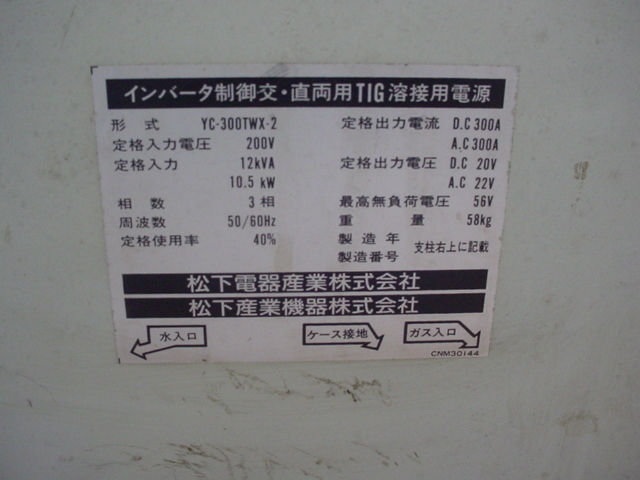 インバータ制御交・直両用TIG溶接用電源
形式 YC-300TWX-2 定格出力電流 D.C 300A
定格入力電圧 200V A.C 300A
定格入力 12kVA 定格出力電圧 D.C 20V
10.5 kW A.C 22V
相数 3相 最高無負荷電圧 56V
周波数 50/60Hz 重量 58kg
定格使用率 40% 製造年
製造番号 支柱右上に記載
松下電器産業株式会社
松下産業機器株式会社
水入口 ケース接地 ガス入口
CNM30144